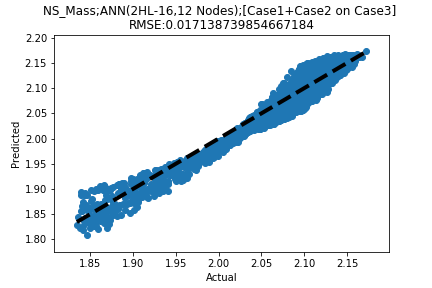 NS_Mass;ANN(2HL-16,12 Nodes);[Case1+Case2 on Case3]
RMSE:0.017138739854667184
2.20
2.15
2.10
2.05
2.00
1.95
1.90
1.85
1.80
Predicted
1.85 1.90 1.95 2.00 2.05 2.10 2.15
Actual